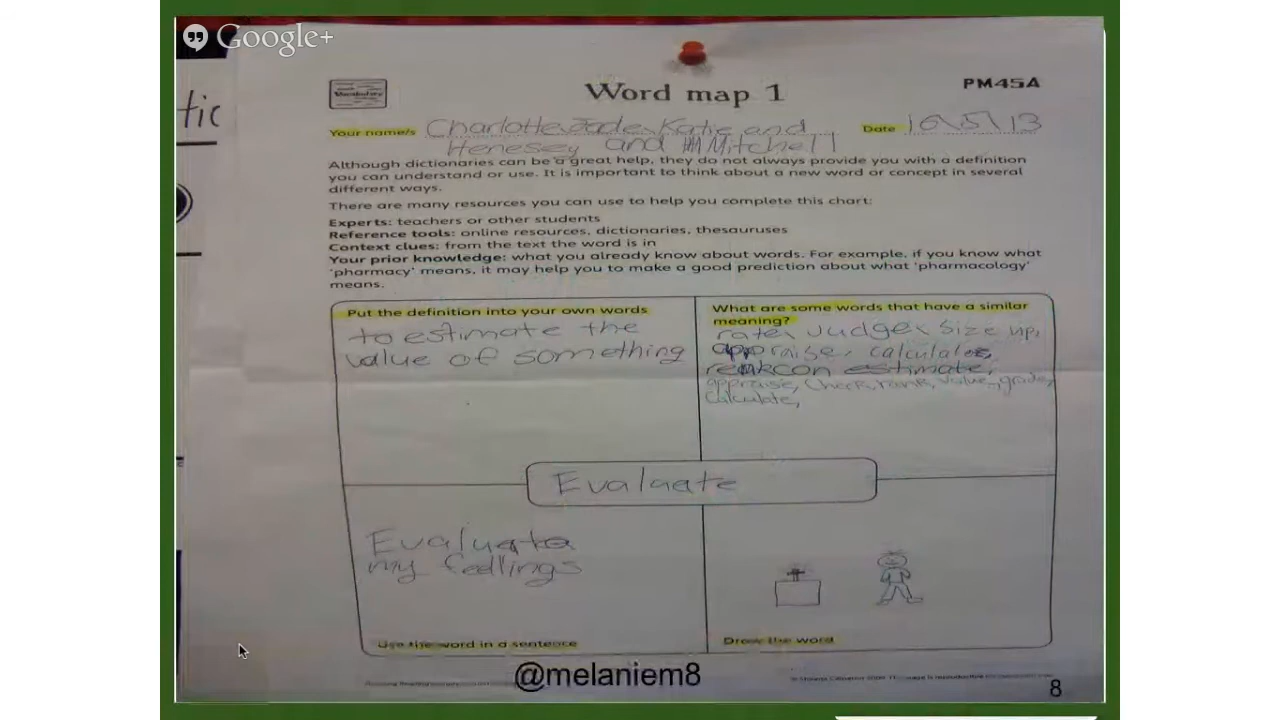 Google+
tic
Vocabulary
Word map 1
PM45A
Your name/s Charlotte, Jade, Katie and
Henesey and Mitchell
Date 16\5\13
Although dictionaries can be a great help, they do not always provide you with a definition
you can understand or use. It is important to think about a new word or concept in several
different ways.
There are many resources you can use to help you complete this chart:
Experts: teachers or other students
Reference tools: online resources, dictionaries, thesauruses
Context clues: from the text the word is in
Your prior knowledge: what you already know about words. For example, if you know what
'pharmacy' means, it may help you to make a good prediction about what 'pharmacology'
means.
Put the definition into your own words
to estimate the
value of something
What are some words that have a similar
meaning?
rate, Judge, size up,
appraise, calculate,
estimate,
appraise, Check, rank, value, grade,
calculate,
Evaluate
Evaluate
my feelings
Use the word in a sentence
Draw the word
@melaniem8
8